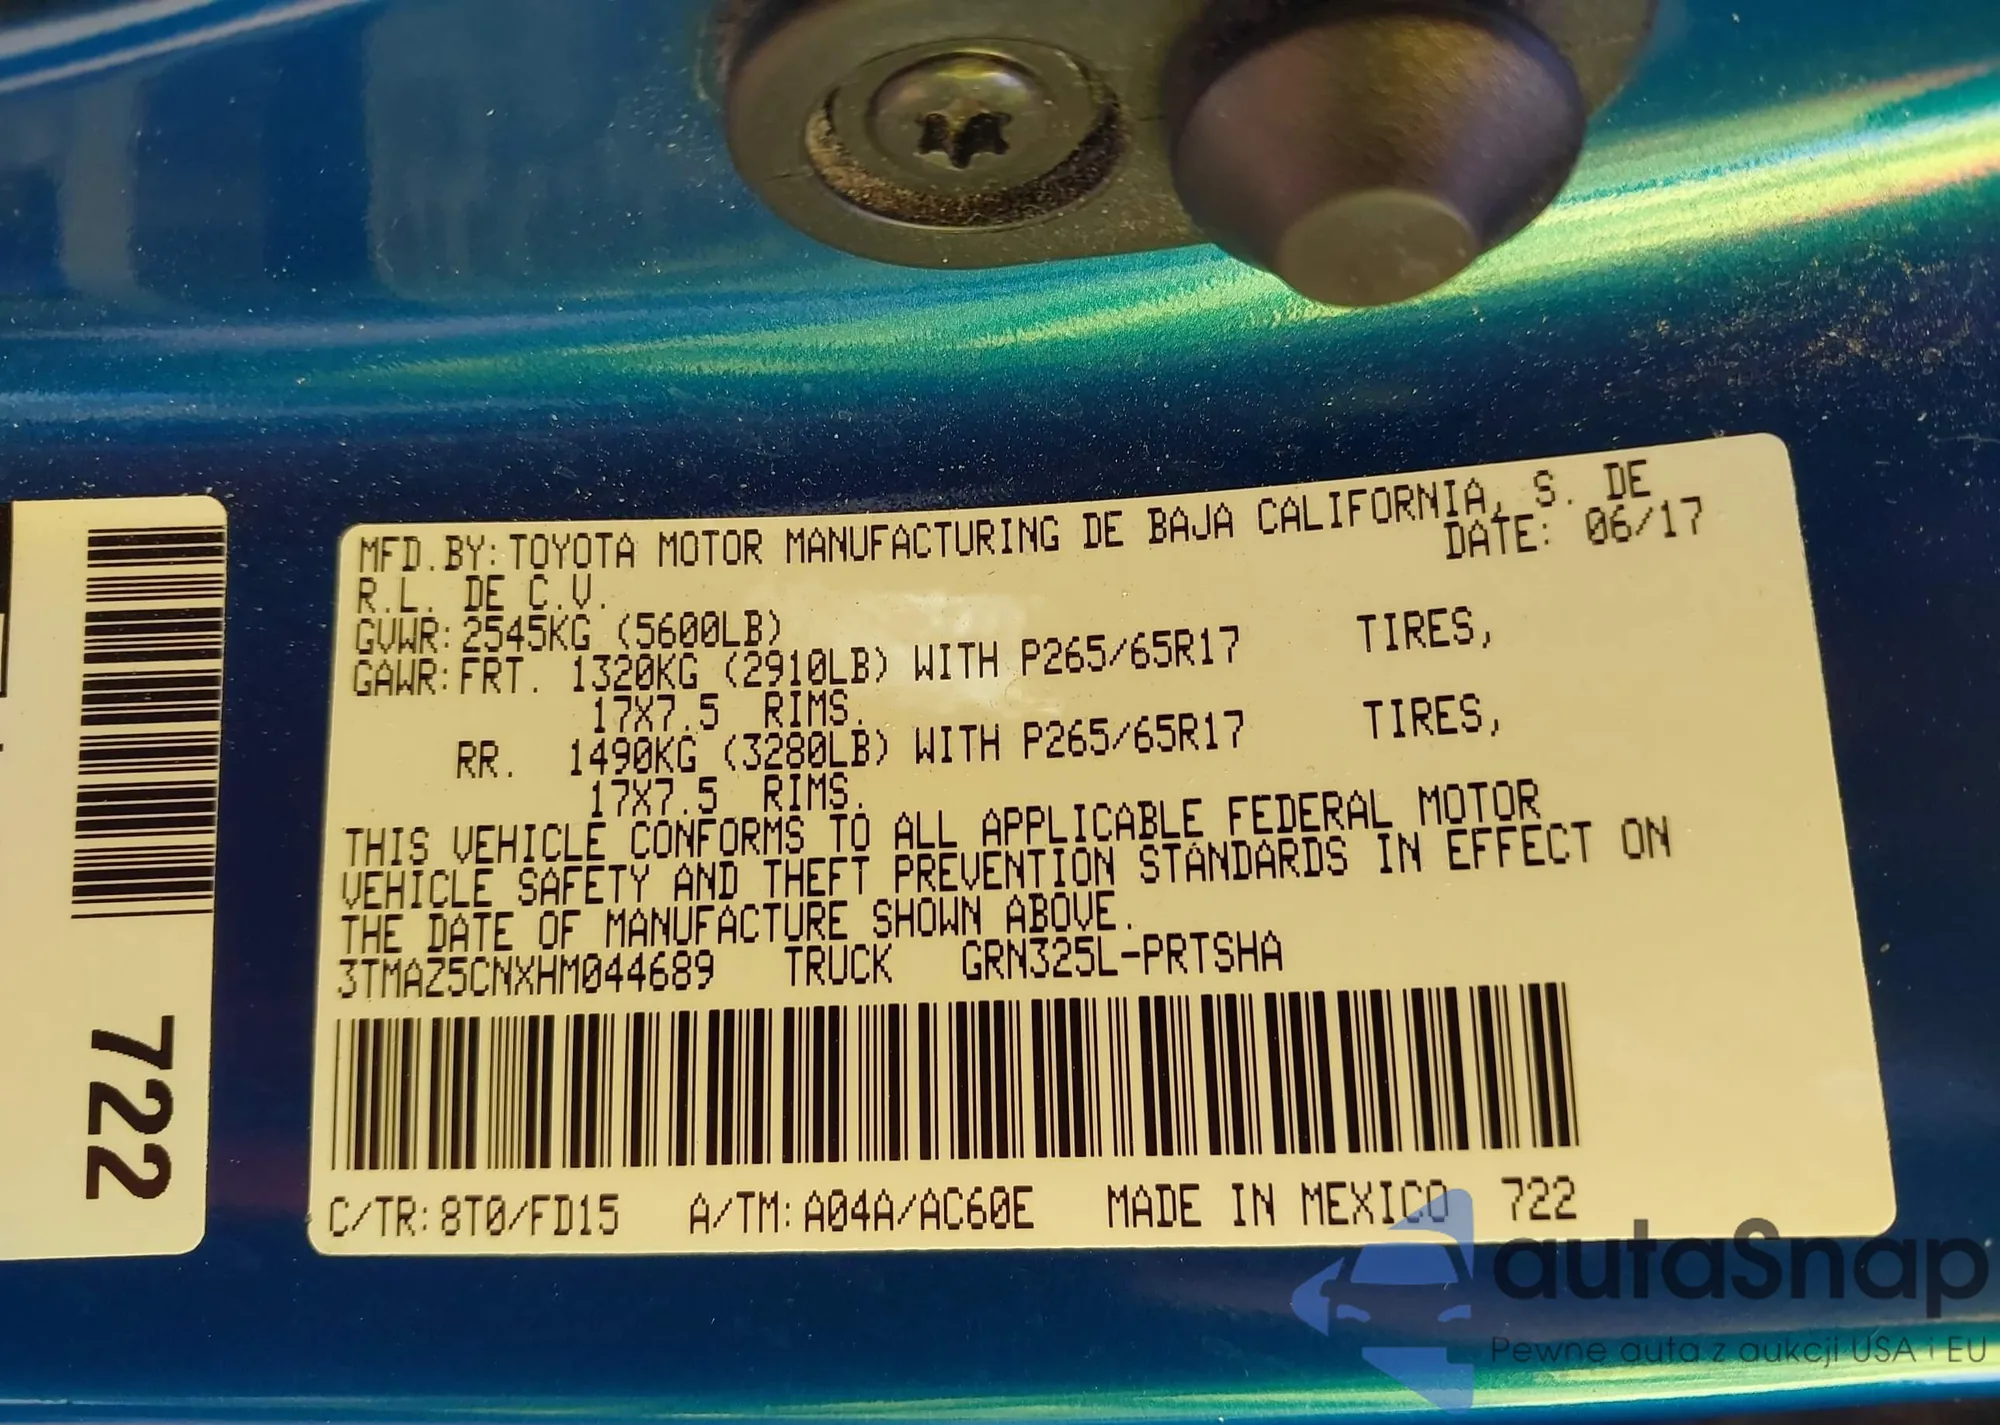 MFD.BY:TOYOTA MOTOR MANUFACTURING DE BAJA CALIFORNIA, S. DE
R.L. DE C.V. DATE: 06/17
GVWR:2545KG (5600LB)
GAWR:FRT. 1320KG (2910LB) WITH P265/65R17 TIRES,
17X7.5 RIMS.
RR. 1490KG (3280LB) WITH P265/65R17 TIRES,
17X7.5 RIMS.
THIS VEHICLE CONFORMS TO ALL APPLICABLE FEDERAL MOTOR
VEHICLE SAFETY AND THEFT PREVENTION STANDARDS IN EFFECT ON
THE DATE OF MANUFACTURE SHOWN ABOVE.
3TMAZ5CNXHM044689 TRUCK GRN325L-PRTSHA
C/TR:8T0/FD15 A/TM:A04A/AC60E MADE IN MEXICO 722
722
autaSnap
Pewne auta z aukcji USA i EU